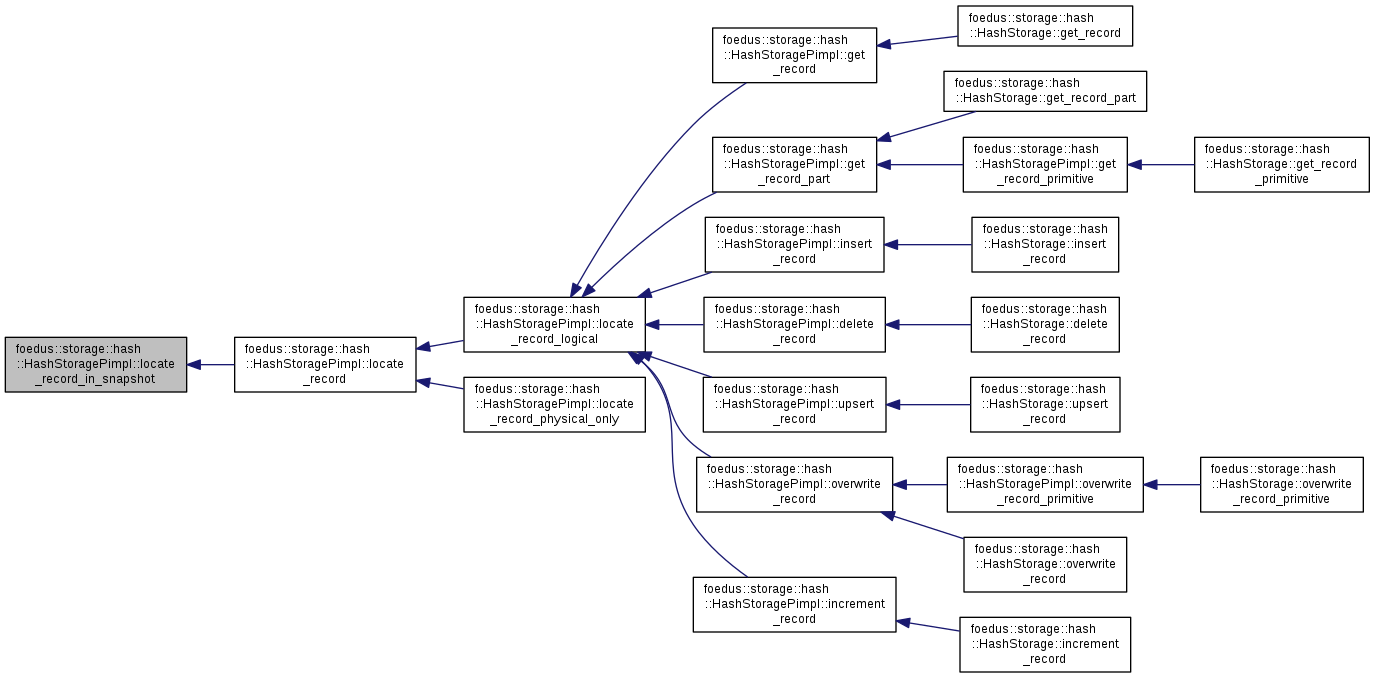 foedus::storage::hash
::HashStoragePimpl::locate
_record_in_snapshot
foedus::storage::hash
::HashStoragePimpl::locate
_record
foedus::storage::hash
::HashStoragePimpl::locate
_record_logical
foedus::storage::hash
::HashStoragePimpl::locate
_record_physical_only
foedus::storage::hash
::HashStoragePimpl::get
_record
foedus::storage::hash
::HashStorage::get_record
foedus::storage::hash
::HashStoragePimpl::get
_record_part
foedus::storage::hash
::HashStorage::get_record_part
foedus::storage::hash
::HashStoragePimpl::get
_record_primitive
foedus::storage::hash
::HashStorage::get_record
_primitive
foedus::storage::hash
::HashStoragePimpl::insert
_record
foedus::storage::hash
::HashStorage::insert
_record
foedus::storage::hash
::HashStoragePimpl::delete
_record
foedus::storage::hash
::HashStorage::delete
_record
foedus::storage::hash
::HashStoragePimpl::upsert
_record
foedus::storage::hash
::HashStorage::upsert
_record
foedus::storage::hash
::HashStoragePimpl::overwrite
_record
foedus::storage::hash
::HashStoragePimpl::overwrite
_record_primitive
foedus::storage::hash
::HashStorage::overwrite
_record_primitive
foedus::storage::hash
::HashStorage::overwrite
_record
foedus::storage::hash
::HashStoragePimpl::increment
_record
foedus::storage::hash
::HashStorage::increment
_record